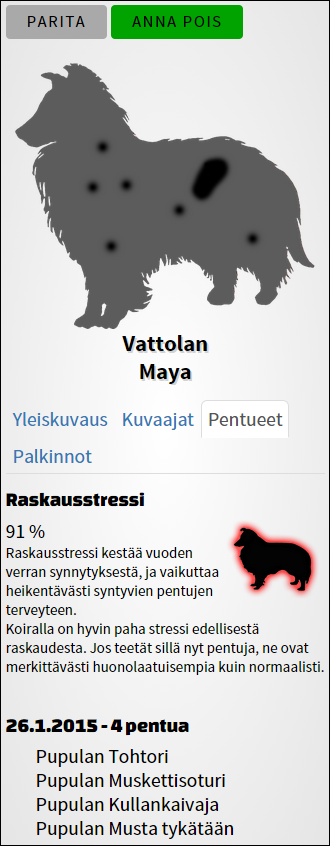 PARITA
ANNA POIS
Vattolan
Maya
Yleiskuvaus
Kuvaajat
Pentueet
Palkinnot
Raskausstressi
91 %
Raskausstressi kestää vuoden
verran synnytyksestä, ja vaikuttaa
heikentävästi syntyvien pentujen
terveyteen.
Koiralla on hyvin paha stressi edellisestä
raskaudesta. Jos teetät sillä nyt pentuja, ne ovat
merkittävästi huonolaatuisempia kuin normaalisti.
26.1.2015 - 4 pentua
Pupulan Tohtori
Pupulan Muskettisoturi
Pupulan Kullankaivaja
Pupulan Musta tykätään